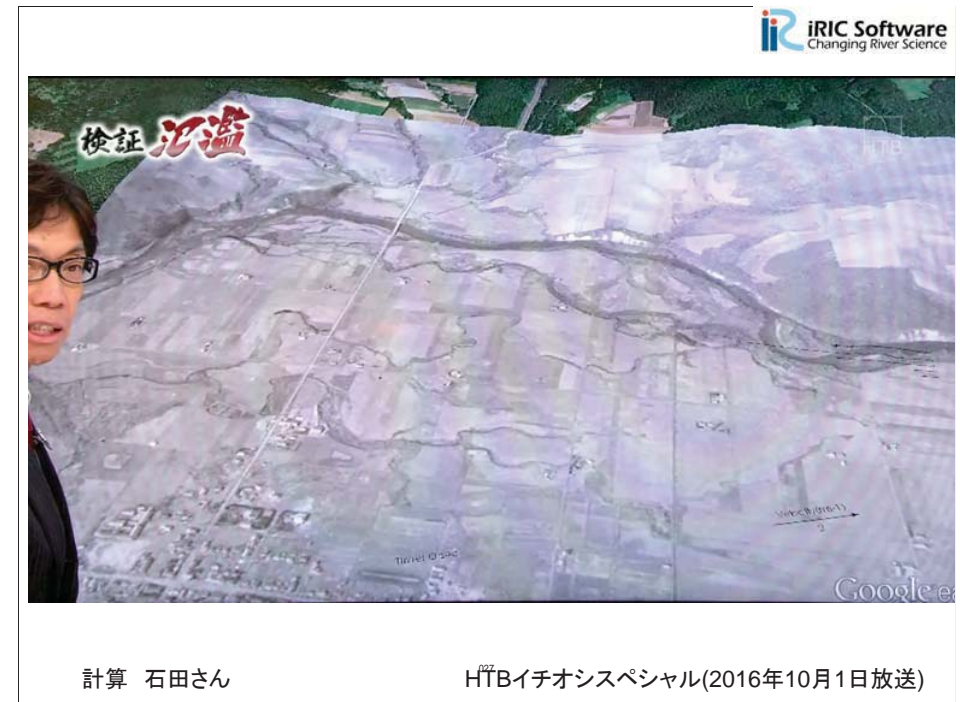 iRIC Software
Changing River Science
検証 氾濫
HTB
Google ea
計算 石田さん
027
HTBイチオシスペシャル(2016年10月1日放送)